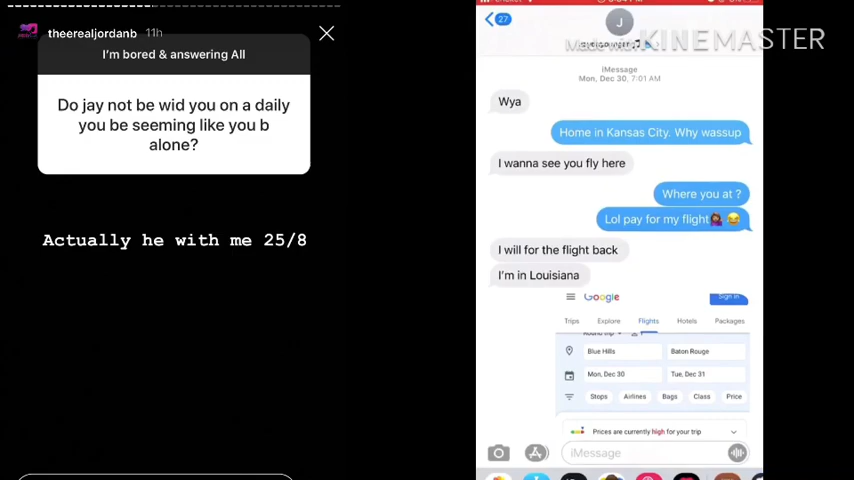 theerealjordanb 11h
I'm bored & answering All
Do jay not be wid you on a daily
you be seeming like you b
alone?
Actually he with me 25/8
27
J
KINEMASTER
iMessage
Mon, Dec 30, 7:01 AM
Wya
Home in Kansas City. Why wassup
I wanna see you fly here
Where you at ?
Lol pay for my flight🤦🏾‍♀️😂
I will for the flight back
I'm in Louisiana
Google
Sign in
Trips Explore Flights Hotels Packages
Blue Hills Baton Rouge
Mon, Dec 30 Tue, Dec 31
Stops Airlines Bags Class Price
Prices are currently high for your trip
iMessage